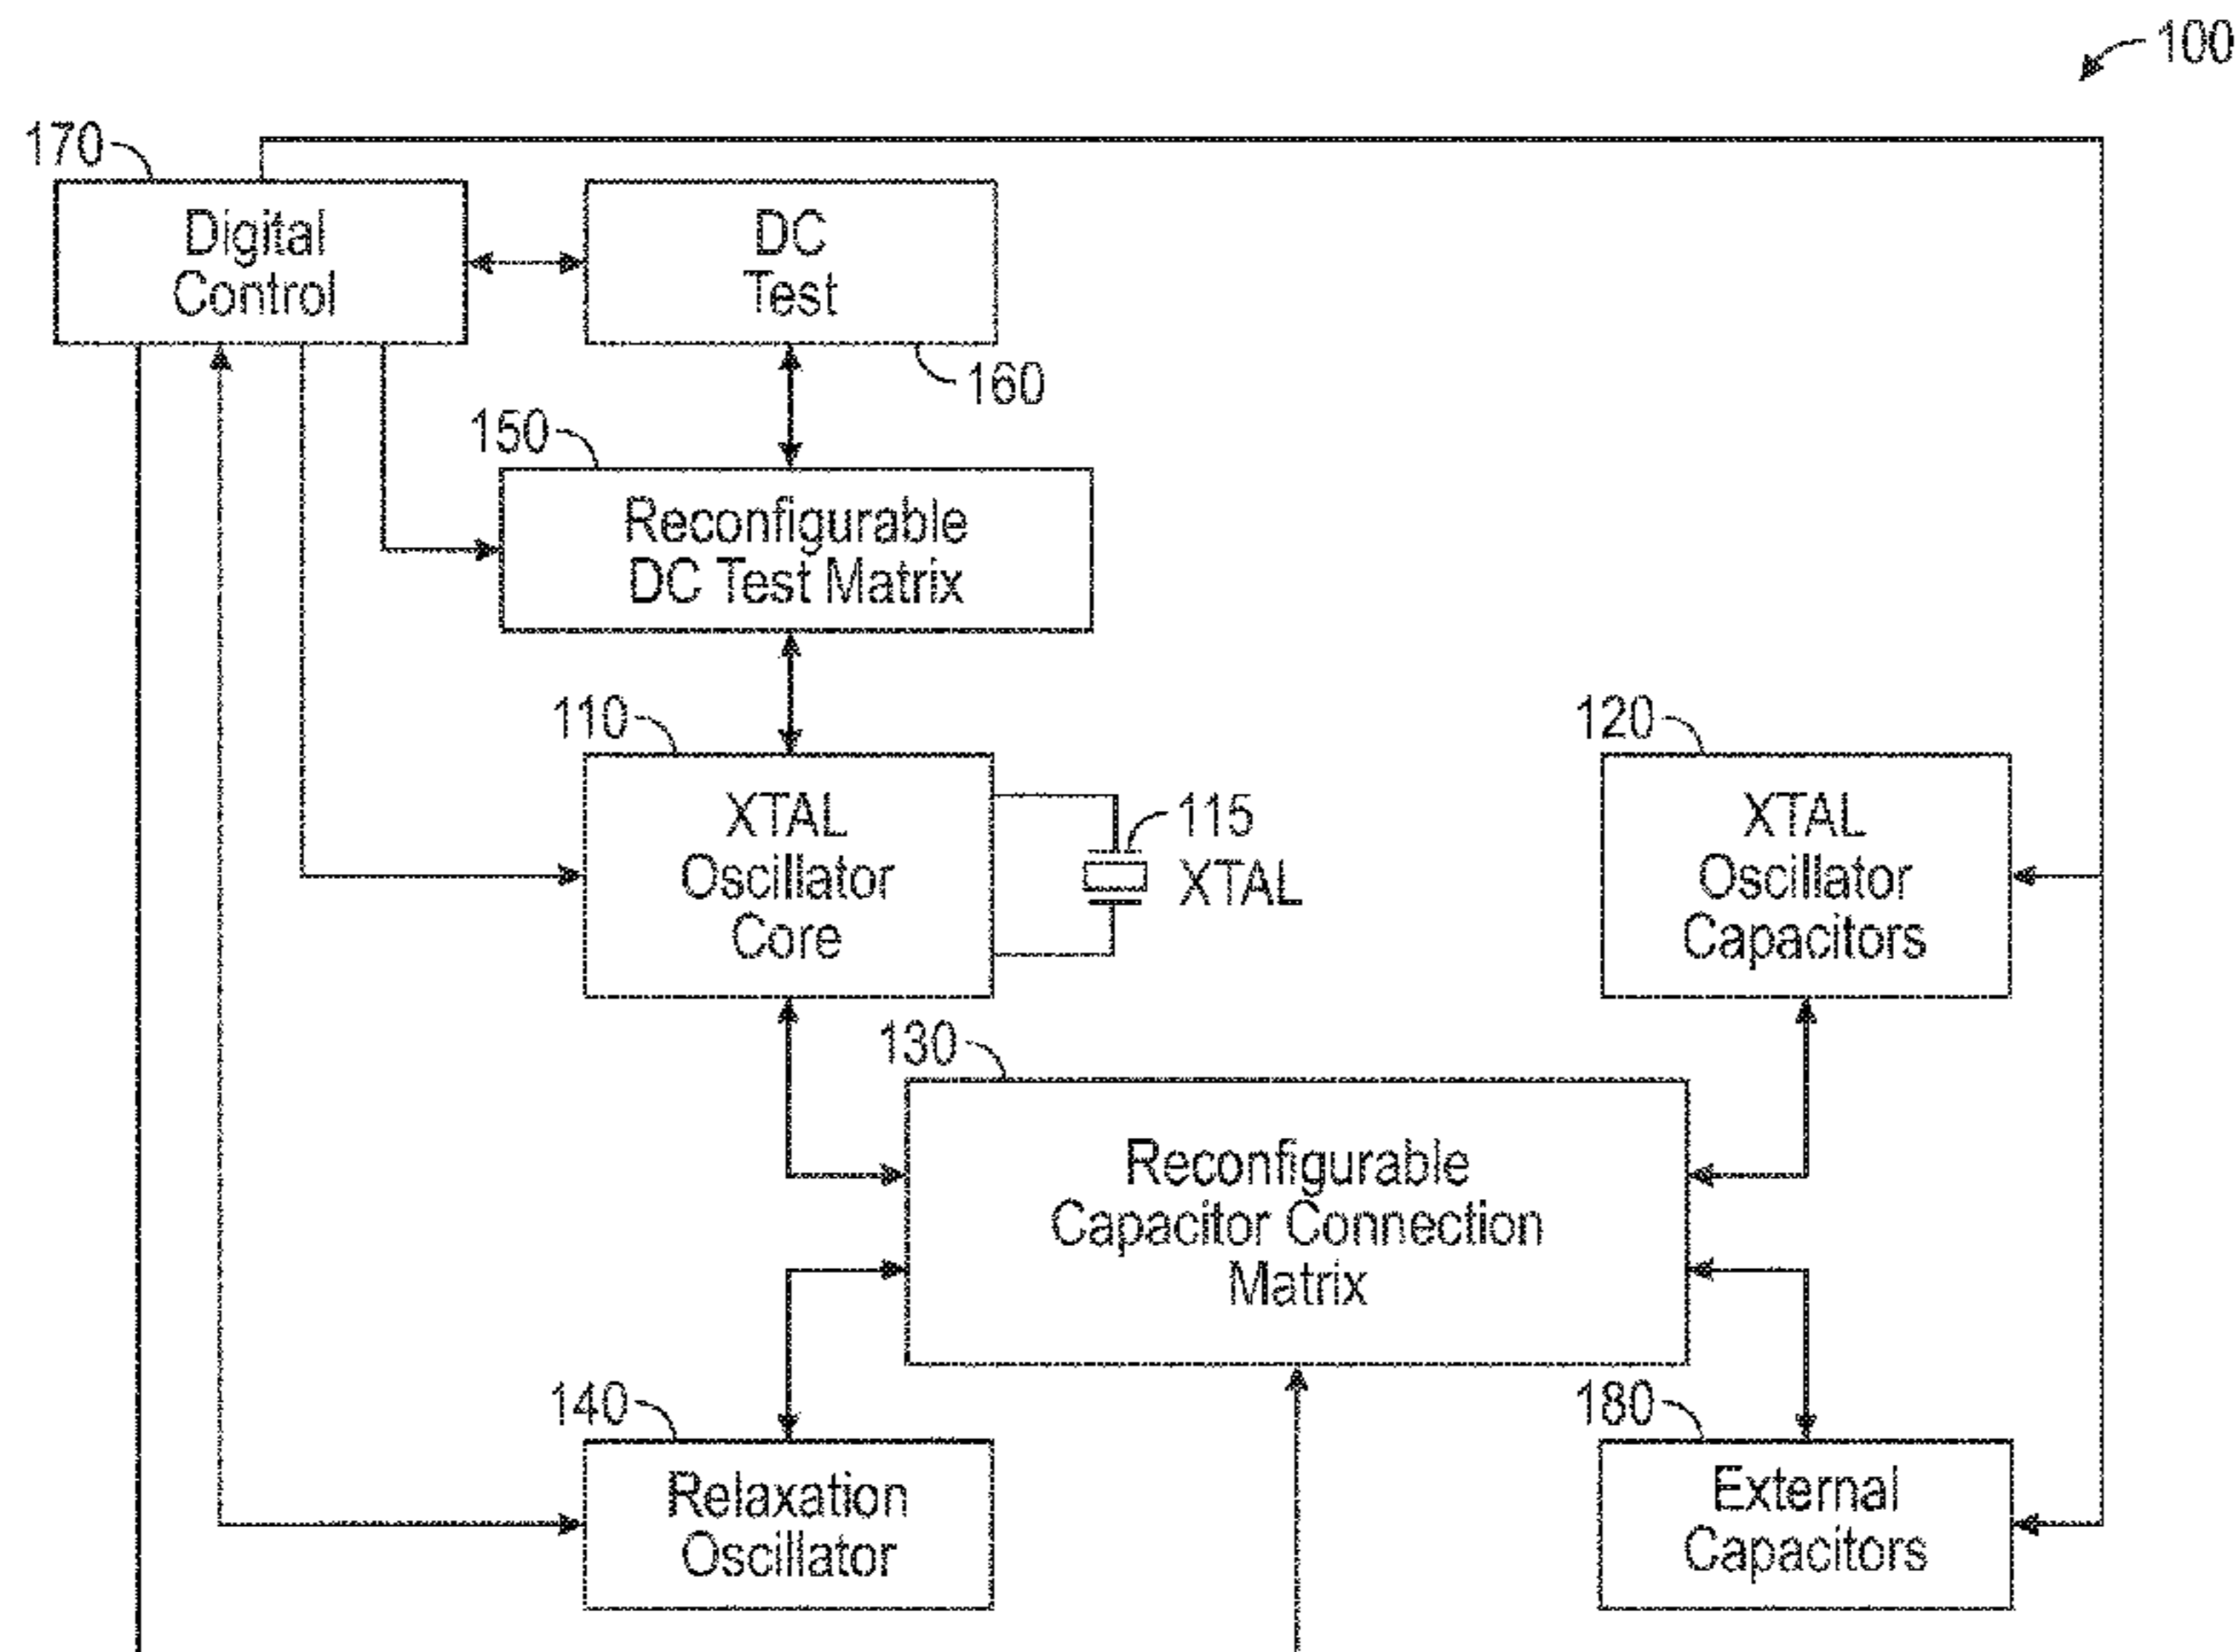 100
170
Digital
Control
DC
Test
160
150
Reconfigurable
DC Test Matrix
110
XTAL
Oscillator
Core
115
XTAL
120
XTAL
Oscillator
Capacitors
130
Reconfigurable
Capacitor Connection
Matrix
140
Relaxation
Oscillator
180
External
Capacitors